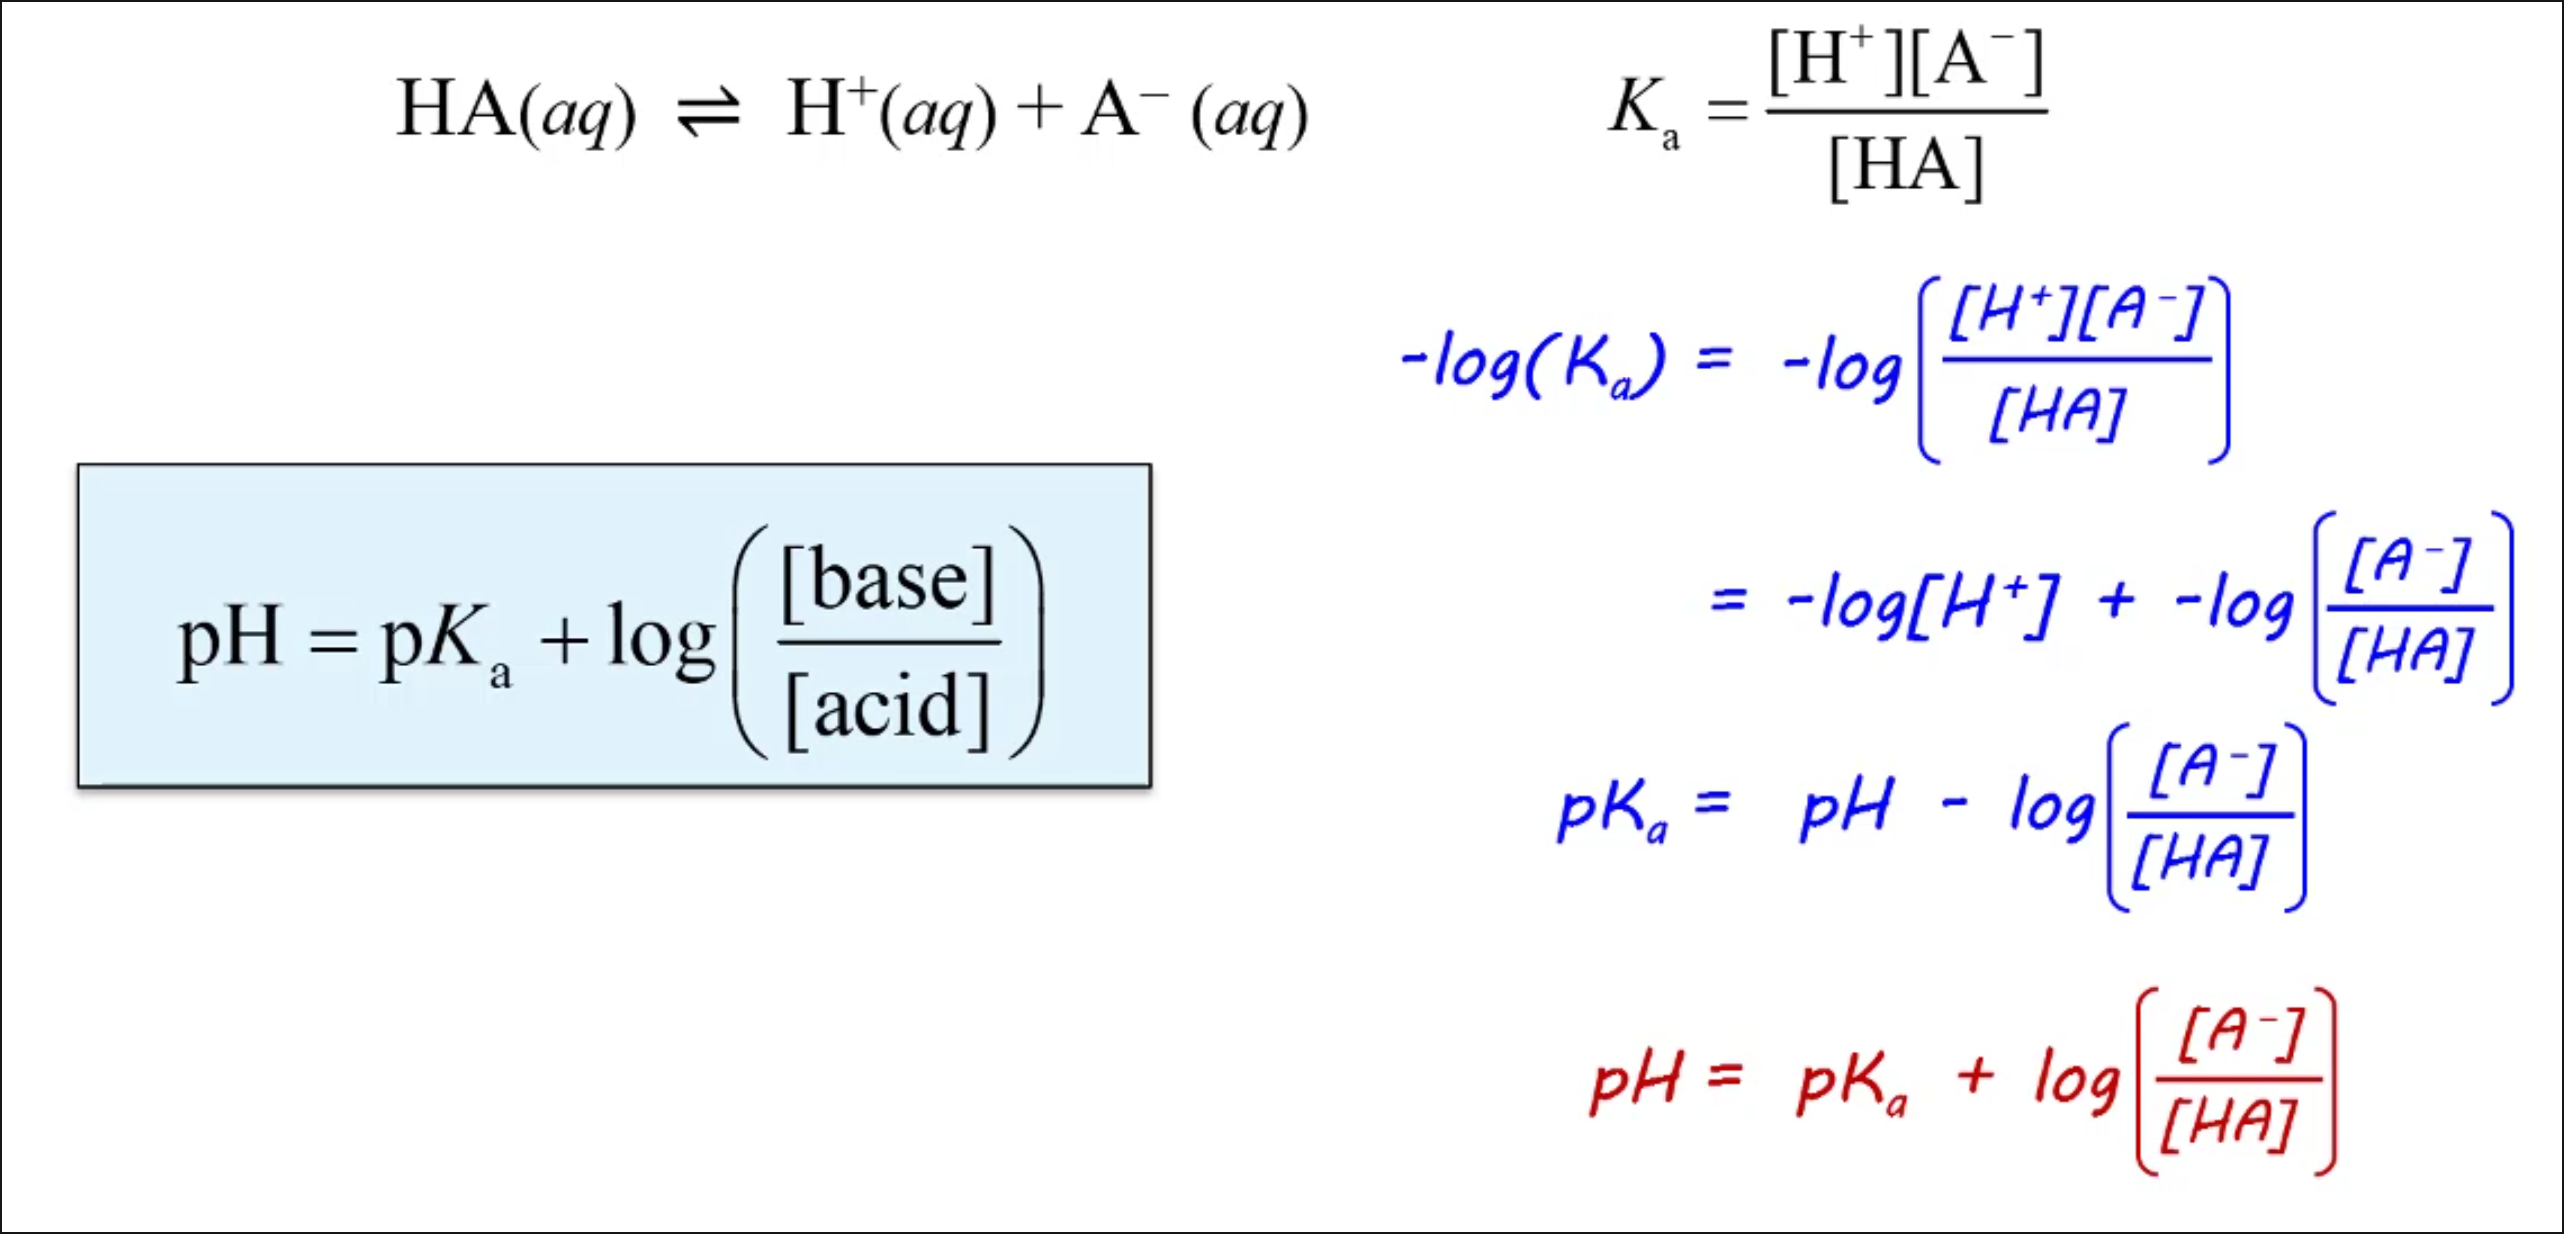 HA(aq) ⇌ H⁺(aq) + A⁻ (aq)
Kₐ = [H⁺][A⁻] / [HA]
-log(Kₐ) = -log([H⁺][A⁻] / [HA])
= -log[H⁺] + -log([A⁻] / [HA])
pH = pKₐ + log([base] / [acid])
pKₐ = pH - log([A⁻] / [HA])
pH = pKₐ + log([A⁻] / [HA])